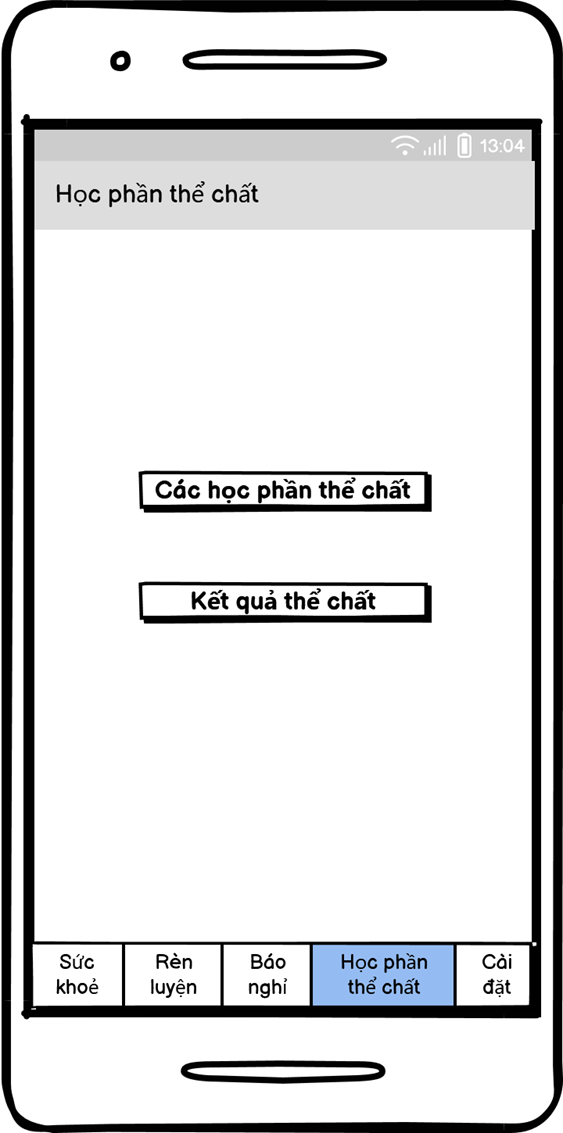 13:04
Học phần thể chất
Các học phần thể chất
Kết quả thể chất
Sức
khoẻ
Rèn
luyện
Báo
nghỉ
Học phần
thể chất
Cài
đặt